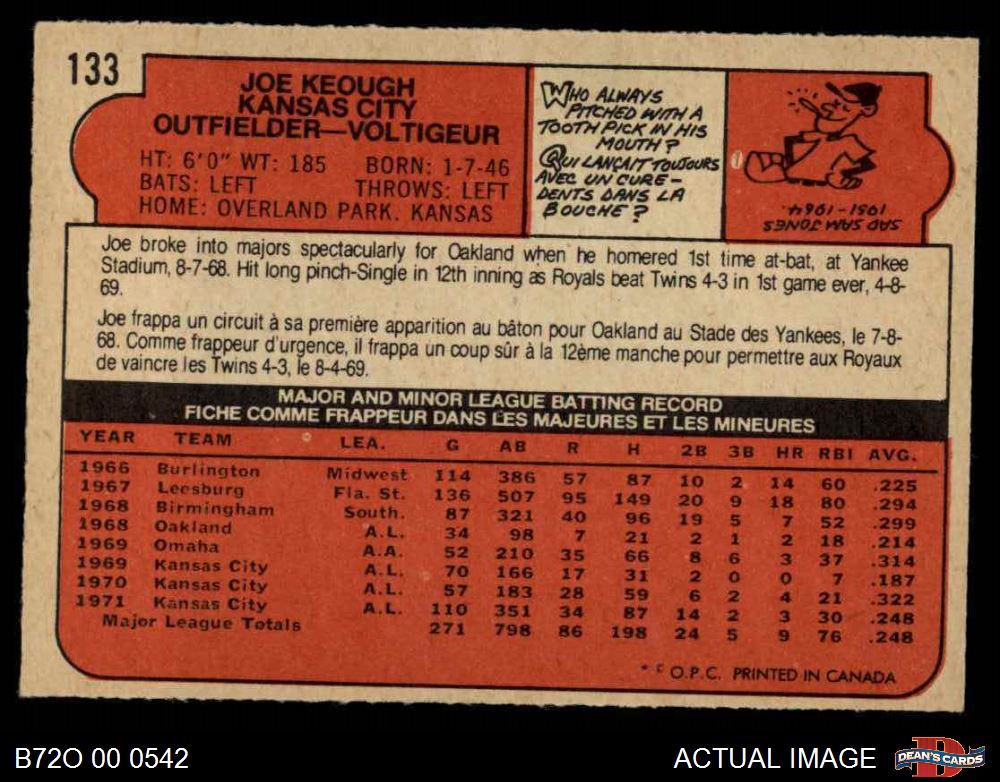 133
JOE KEOUGH
KANSAS CITY
OUTFIELDER—VOLTIGEUR
HT: 6'0" WT: 185 BORN: 1-7-46
BATS: LEFT THROWS: LEFT
HOME: OVERLAND PARK. KANSAS
WHO ALWAYS
PITCHED WITH A
TOOTHPICK IN HIS
MOUTH?
QUI LANÇAIT TOUJOURS
AVEC UN CURE-
DENTS DANS LA
BOUCHE?
SAD SAM JONES
1951-1964.
Joe broke into majors spectacularly for Oakland when he homered 1st time at-bat, at Yankee
Stadium, 8-7-68. Hit long pinch-Single in 12th inning as Royals beat Twins 4-3 in 1st game ever, 4-8-
69.
Joe frappa un circuit à sa première apparition au bâton pour Oakland au Stade des Yankees, le 7-8-
68. Comme frappeur d'urgence, il frappa un coup sûr à la 12ème manche pour permettre aux Royaux
de vaincre les Twins 4-3, le 8-4-69.
MAJOR AND MINOR LEAGUE BATTING RECORD
FICHE COMME FRAPPEUR DANS LES MAJEURES ET LES MINEURES
YEAR TEAM LEA. G AB R H 2B 3B HR RBI AVG.
1966 Burlington Midwest 114 386 57 87 10 2 14 60 .225
1967 Leesburg Fla. St. 136 507 95 149 20 9 18 80 .294
1968 Birmingham South. 87 321 40 96 19 5 7 52 .299
1968 Oakland A.L. 34 98 7 21 2 1 2 18 .214
1969 Omaha A.A. 52 210 35 66 8 6 3 37 .314
1969 Kansas City A.L. 70 166 17 31 2 0 0 7 .187
1970 Kansas City A.L. 57 183 28 59 6 2 4 21 .322
1971 Kansas City A.L. 110 351 34 87 14 2 3 30 .248
Major League Totals 271 798 86 198 24 5 9 76 .248
* © O.P.C. PRINTED IN CANADA
B72O 00 0542
ACTUAL IMAGE
DEAN'S CARDS